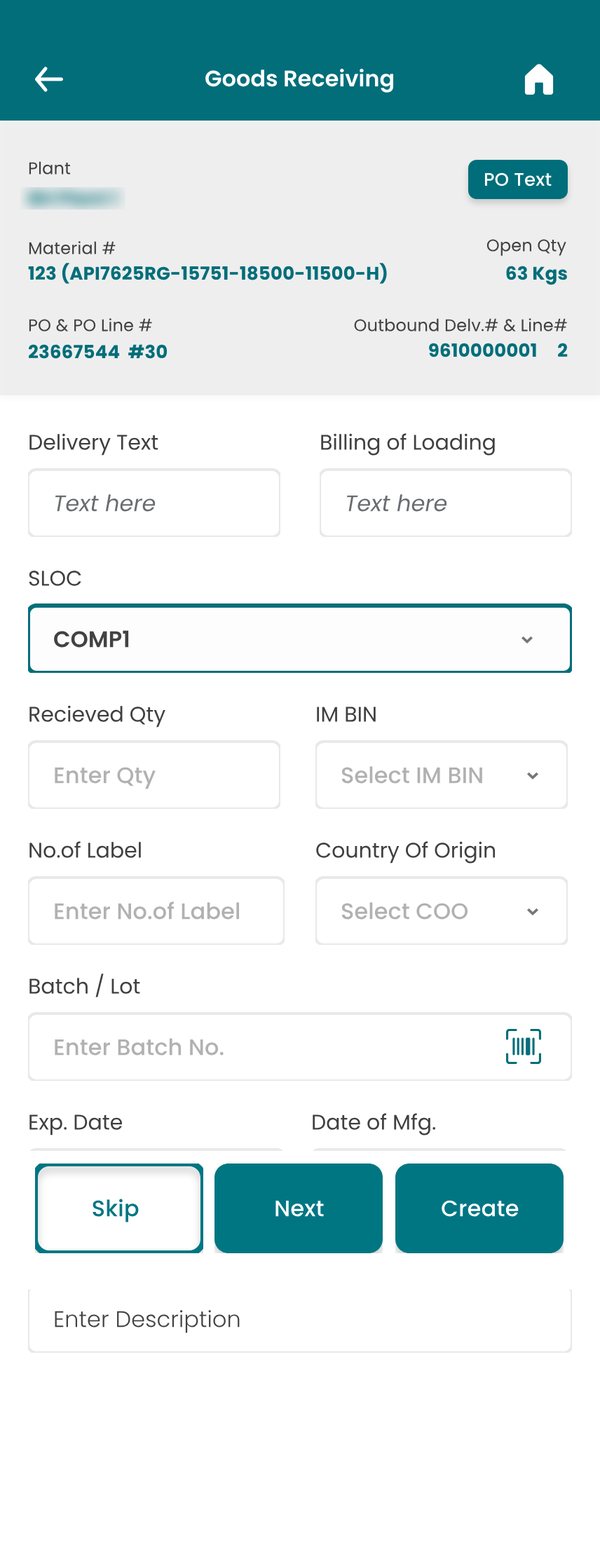 Goods Receiving
Plant
PO Text
Material #
Open Qty
123 (API7625RG-15751-18500-11500-H)
63 Kgs
PO & PO Line #
Outbound Delv.# & Line#
23667544 #30
9610000001 2
Delivery Text
Billing of Loading
Text here
Text here
SLOC
COMP1
Recieved Qty
IM BIN
Enter Qty
Select IM BIN
No.of Label
Country Of Origin
Enter No.of Label
Select COO
Batch / Lot
Enter Batch No.
Exp. Date
Date of Mfg.
Skip
Next
Create
Enter Description